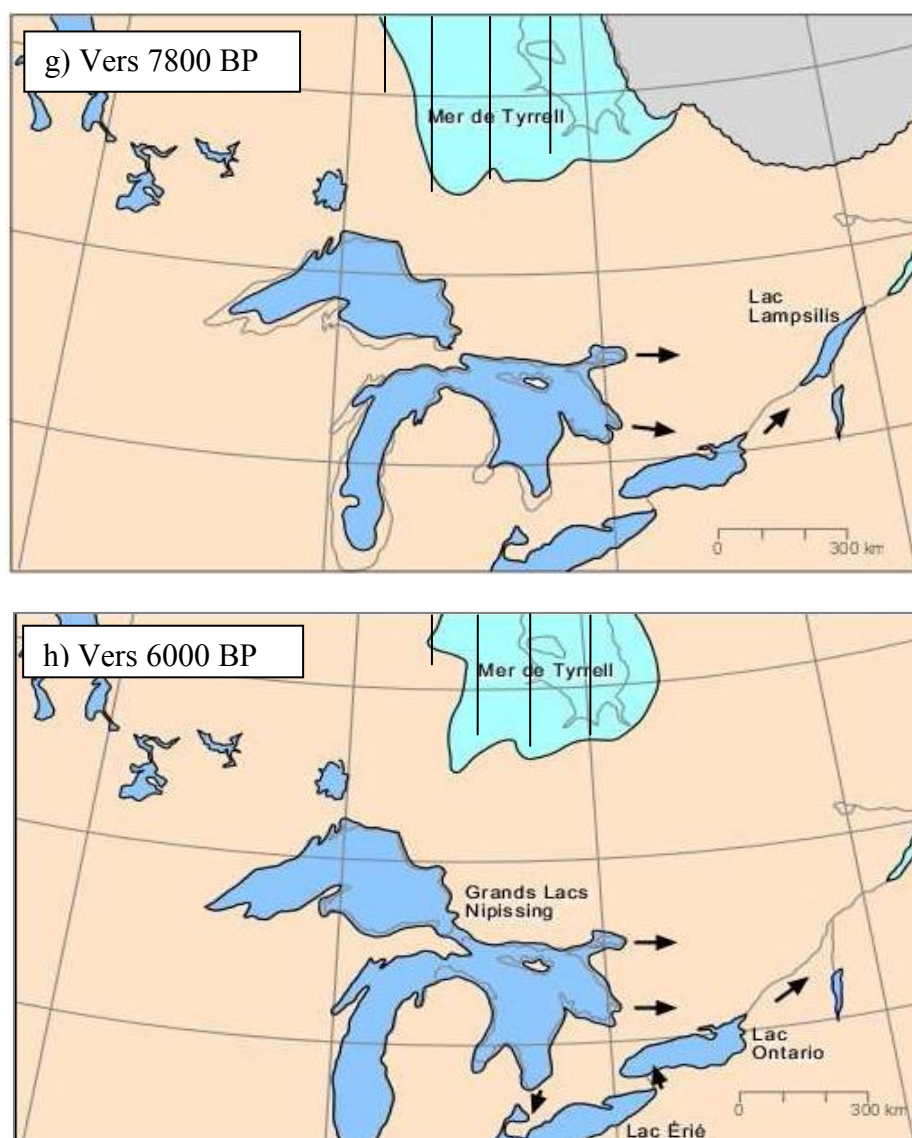 g) Vers 7800 BP
Mer de Tyrrell
Lac
Lampsilis
0 300 km
h) Vers 6000 BP
Mer de Tyrrell
Grands Lacs
Nipissing
Lac
Ontario
0 300 km
Lac Érié